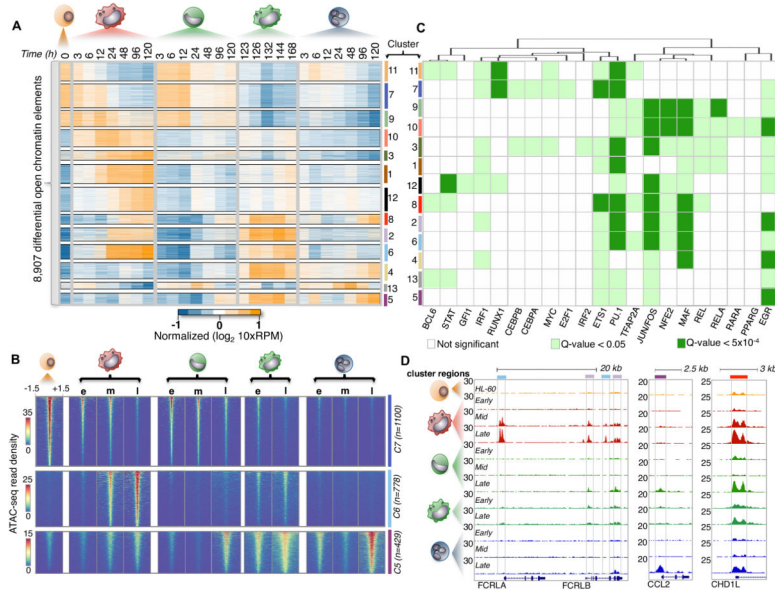 A
C
Time (h) 0 3 6 12 24 48 96 120 3 6 12 24 48 96 120 123 126 132 144 168 3 6 12 24 48 96 120 Cluster
11
7
9
10
3
1
12
8
2
6
4
13
5
8,907 differential open chromatin elements
-1 0 1
Normalized (log2 10xRPM)
11
7
9
10
3
1
12
8
2
6
4
13
5
BCL6 STAT GFI1 IRF1 RUNX1 CEBPB CEBPA MYC E2F1 IRF2 ETS1 PU.1 TFAP2A JUN/FOS NFE2 MAF REL RELA RARA PPARG EGR
Not significant Q-value < 0.05 Q-value < 5x10-4
B
-1.5 +1.5 e m l e m l e l e m l
35
0
C7 (n=1100)
25
0
C6 (n=778)
15
0
C5 (n=429)
ATAC-seq read density
D
cluster regions 20 kb 2.5 kb 3 kb
30 HL-60 20 25
Early
30 Mid 20 25
Late
30 Early 20 25
Mid
30 Late 20 25
Early
30 Late 20 25
Early
30 Mid 20 25
Late
FCRLA FCRLB CCL2 CHD1L